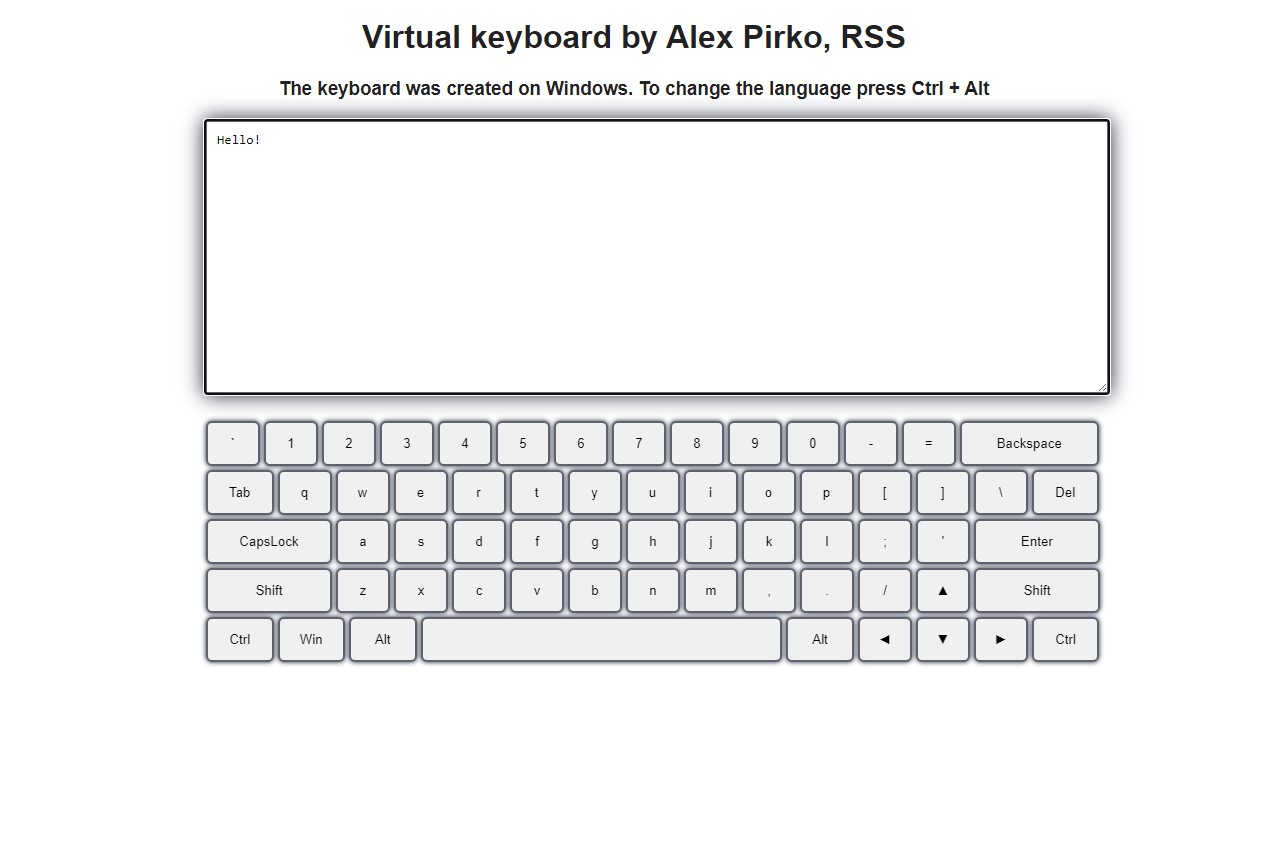 Virtual keyboard by Alex Pirko, RSS
The keyboard was created on Windows. To change the language press Ctrl + Alt
Hello!
` 1 2 3 4 5 6 7 8 9 0 - = Backspace
Tab q w e r t y u i o p [ ] \ Del
CapsLock a s d f g h j k l ; ' Enter
Shift z x c v b n m , . / ▲ Shift
Ctrl Win Alt Alt ◄ ▼ ► Ctrl